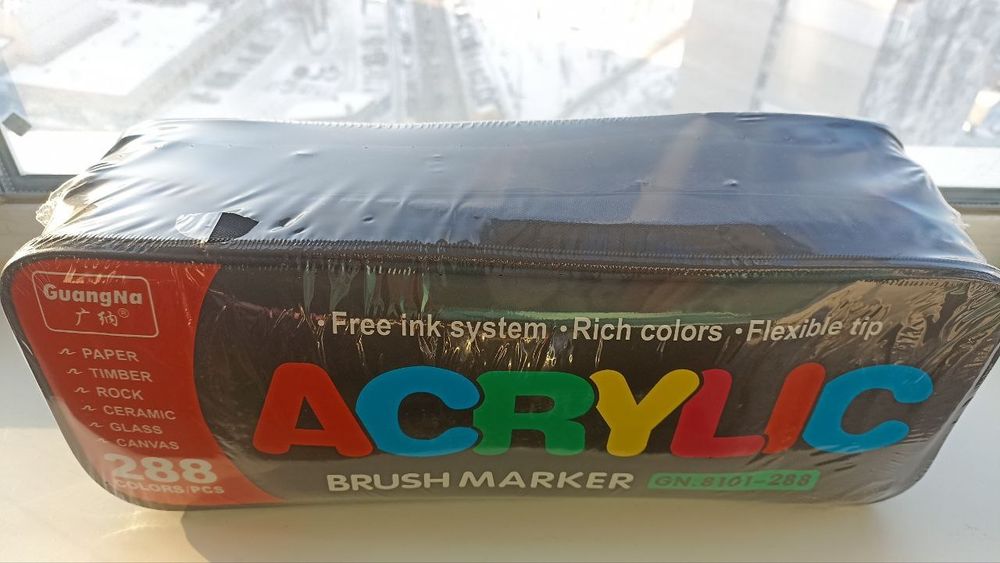 GuangNa
广纳®
PAPER
TIMBER
ROCK
CERAMIC
GLASS
CANVAS
288
COLORS/PCS
·Free ink system ·Rich colors ·Flexible tip
ACRYLIC
BRUSH MARKER GN:8101-288